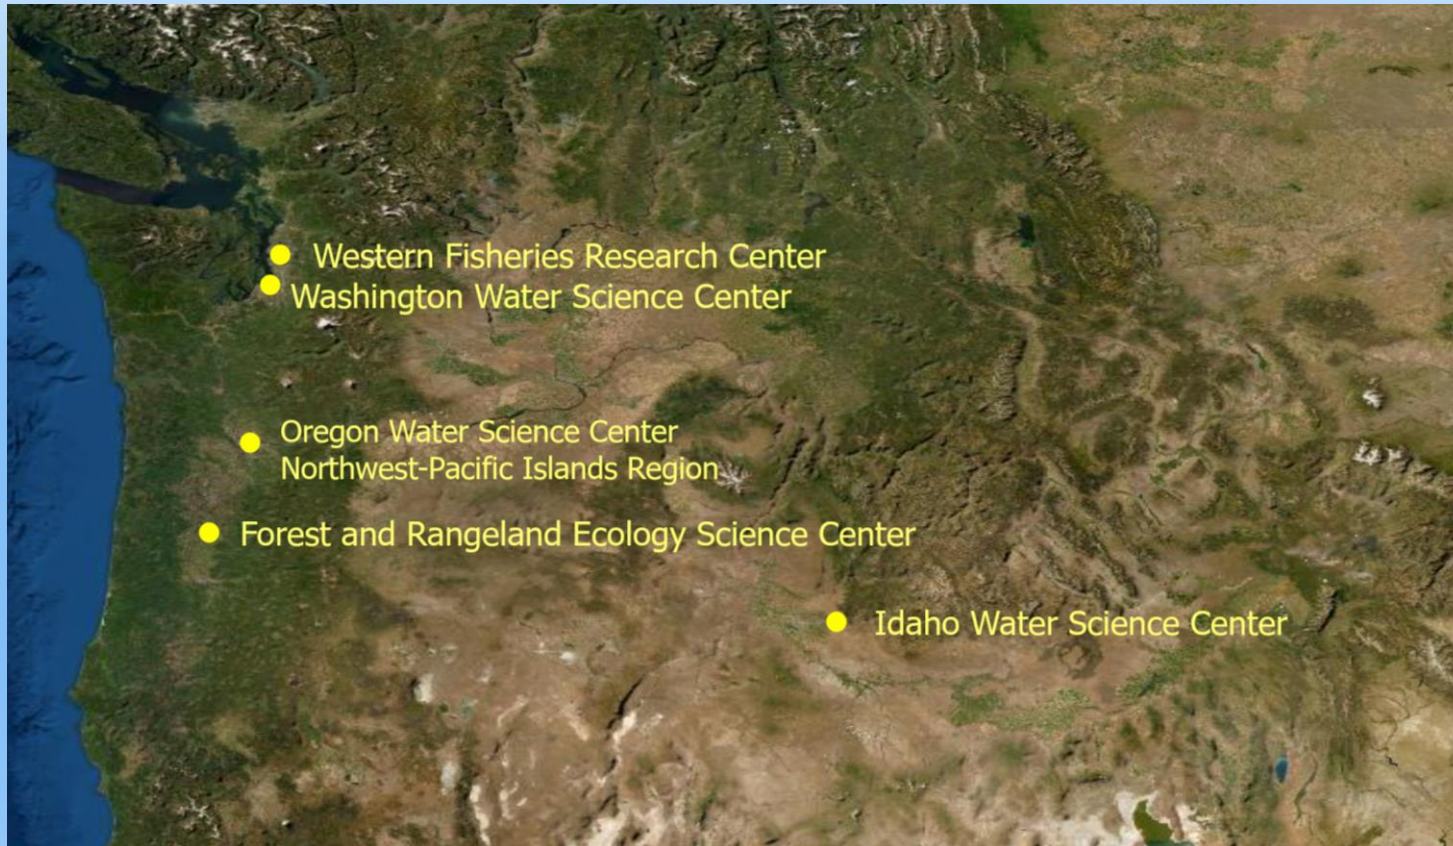 Western Fisheries Research Center
Washington Water Science Center
Oregon Water Science Center
Northwest-Pacific Islands Region
Forest and Rangeland Ecology Science Center
Idaho Water Science Center